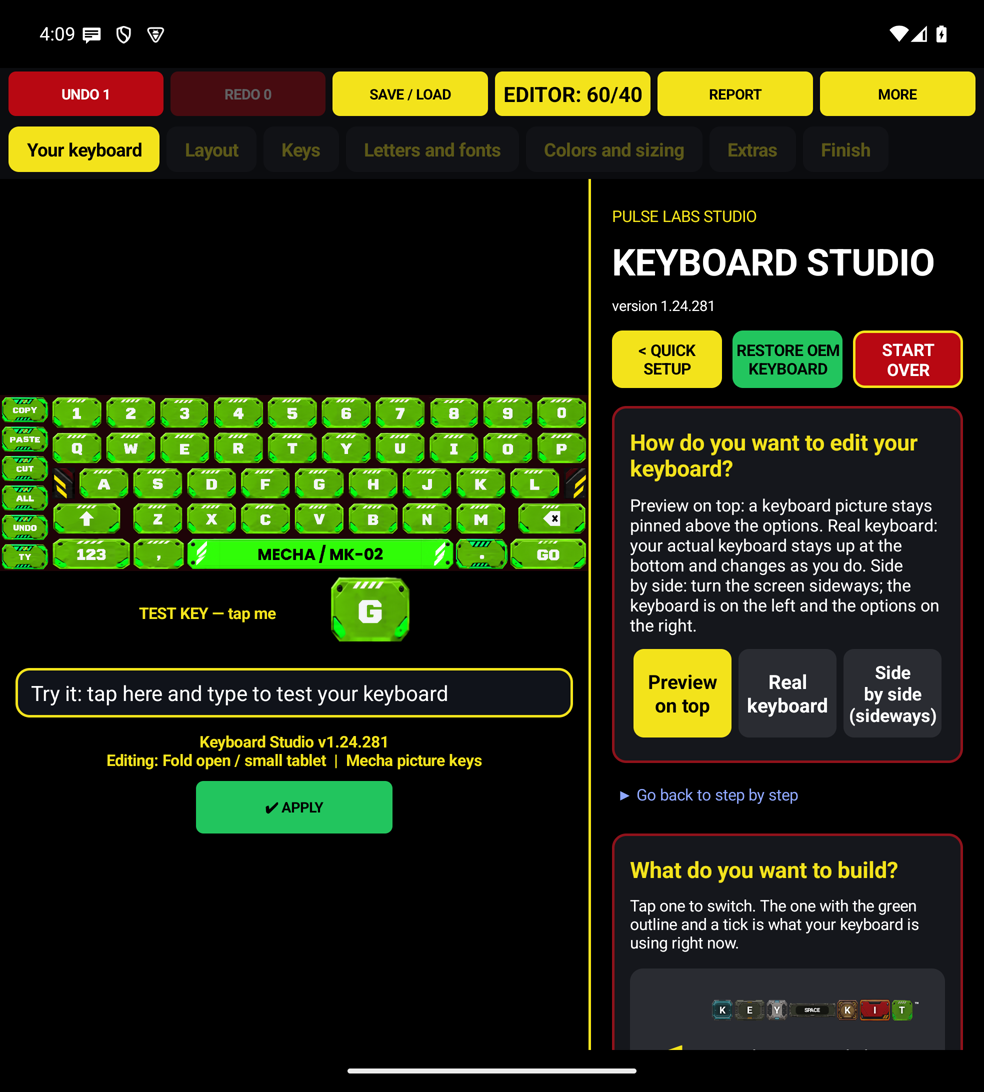 4:09
UNDO 1
REDO 0
SAVE / LOAD
EDITOR: 60/40
REPORT
MORE
Your keyboard
Layout
Keys
Letters and fonts
Colors and sizing
Extras
Finish
COPY
1 2 3 4 5 6 7 8 9 0
PASTE
Q W E R T Y U I O P
CUT
A S D F G H J K L
ALL
Z X C V B N M
UNDO
TY
123 , MECHA / MK-02 . GO
TEST KEY — tap me
G
Try it: tap here and type to test your keyboard
Keyboard Studio v1.24.281
Editing: Fold open / small tablet | Mecha picture keys
✔ APPLY
PULSE LABS STUDIO
KEYBOARD STUDIO
version 1.24.281
< QUICK
SETUP
RESTORE OEM
KEYBOARD
START
OVER
How do you want to edit your
keyboard?
Preview on top: a keyboard picture stays
pinned above the options. Real keyboard:
your actual keyboard stays up at the
bottom and changes as you do. Side
by side: turn the screen sideways; the
keyboard is on the left and the options on
the right.
Preview
on top
Real
keyboard
Side
by side
(sideways)
► Go back to step by step
What do you want to build?
Tap one to switch. The one with the green
outline and a tick is what your keyboard is
using right now.
K E Y SPACE K I T